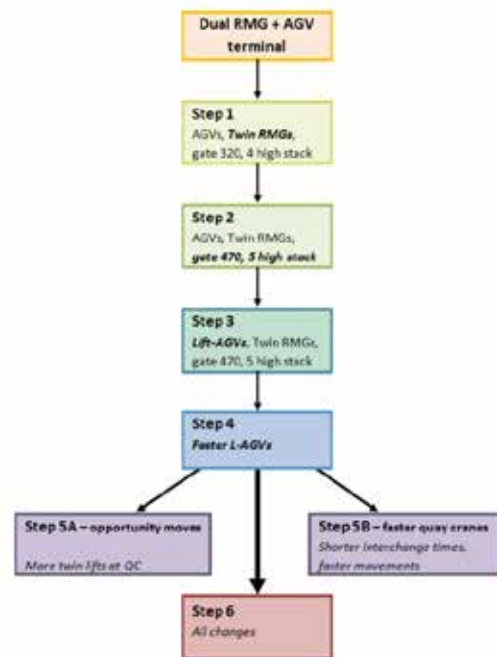 Dual RMG + AGV
terminal
Step 1
AGVs, Twin RMGs,
gate 320, 4 high stack
Step 2
AGVs, Twin RMGs,
gate 470, 5 high stack
Step 3
Lift-AGVs, Twin RMGs,
gate 470, 5 high stack
Step 4
Faster L-AGVs
Step 5A – opportunity moves
More twin lifts at QC
Step 5B – faster quay cranes
Shorter interchange times,
faster movements
Step 6
All changes